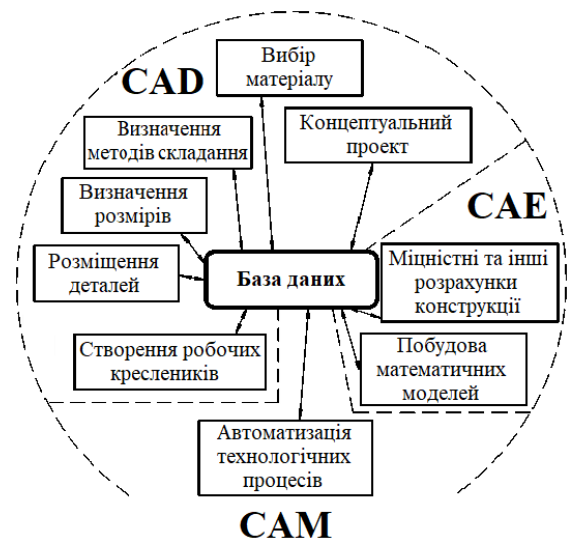 CAD
Вибір
матеріалу
Концептуальний
проект
Визначення
методів складання
Визначення
розмірів
CAE
Розміщення
деталей
База даних
Міцністні та інші
розрахунки
конструкції
Створення робочих
креслеників
Побудова
математичних
моделей
Автоматизація
технологічних
процесів
CAM